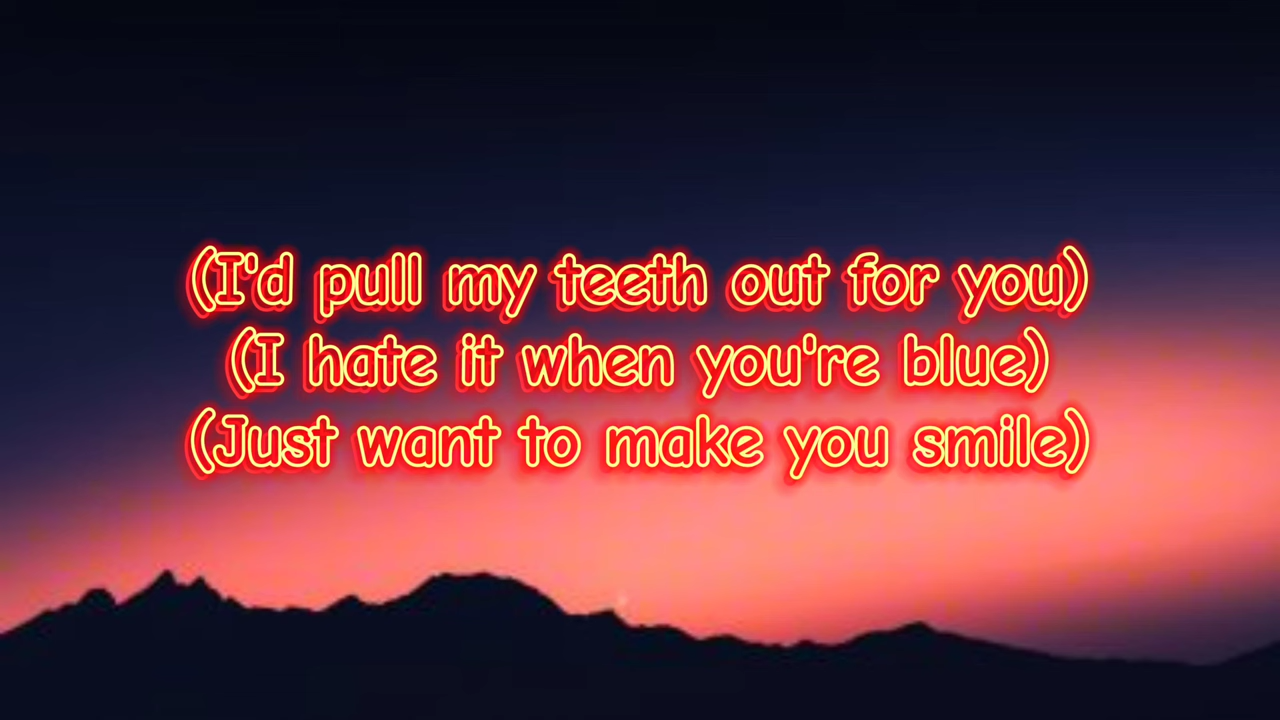 (I'd pull my teeth out for you)
(I hate it when you're blue)
(Just want to make you smile)